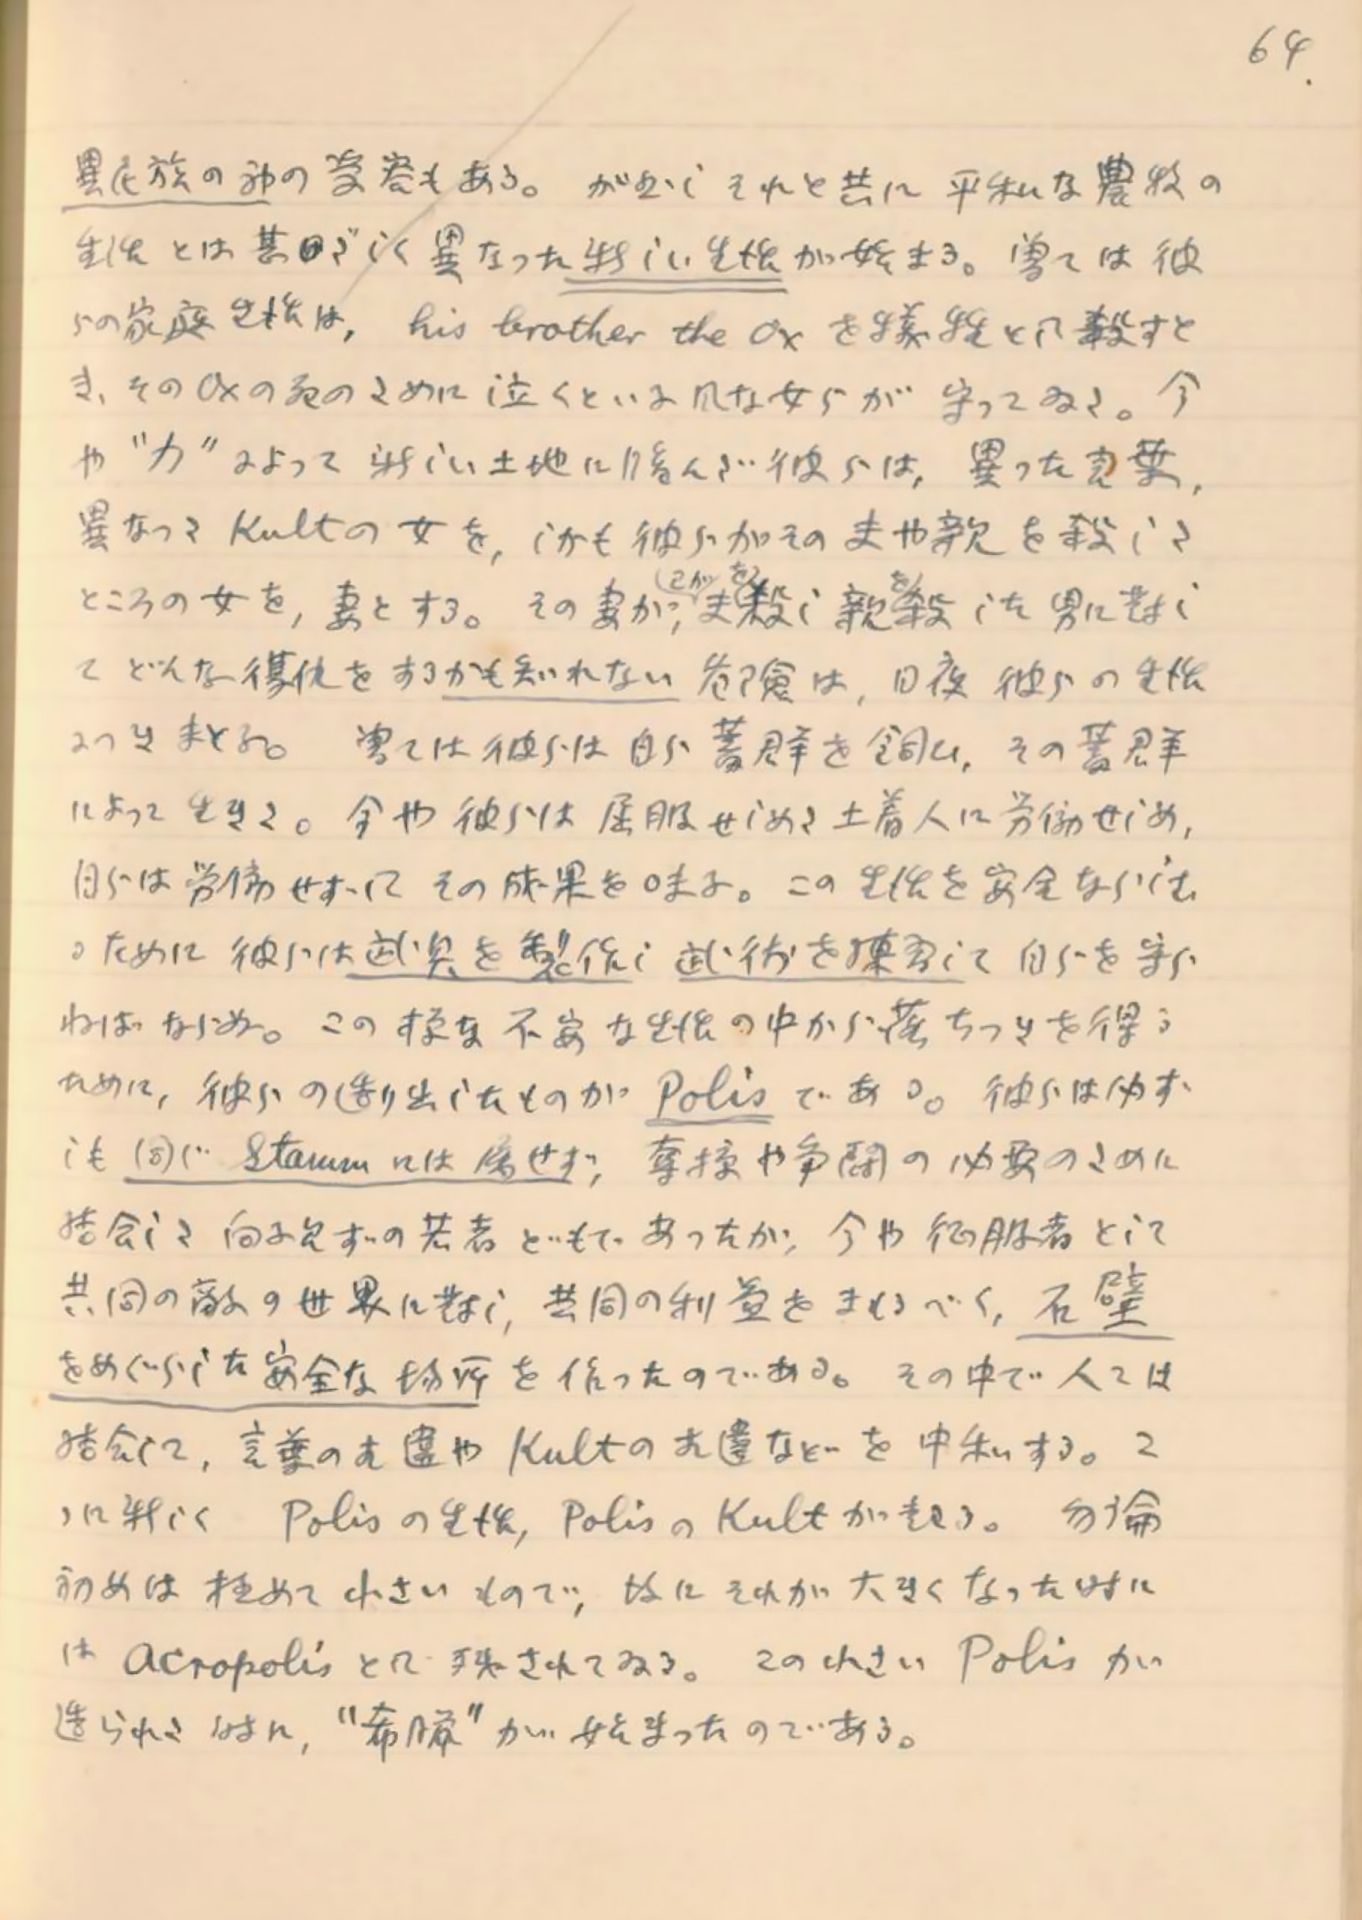 64.
異民族の神の受容もある。が然しそれと共に平和な農牧の
生活とは甚だしく異なった新しい生活が始まる。曾ては彼
らの家庭生活は, his brother the Ox を犠牲として殺すと
き、その Ox の死のために泣くといふ風な女らが守ってゐた。今
や"力"によって新しい土地に臨んだ彼らは, 異った言葉,
異なった Kult の女を, しかも彼らがその夫や親を殺した
ところの女を, 妻とする。その妻が, (己が)夫(を)殺し親(を)殺した男に対し
てどんな復仇をするかも知れない危険は, 日夜彼らの生活
につきまとふ。曾ては彼らは自ら蓄群を飼ひ, その蓄群
によって生きた。今や彼らは屈服せしめた土着人に労働せしめ,
自らは労働せずしてその成果を味ふ。この生活を安全ならしむ
るために彼らは武具を製作し武術を練習して自らを守ら
ねばならぬ。この様な不安な生活の中から落ちつきを得る
ために, 彼らの造り出したものが Polis である。彼らは必ず
しも同じ Stamm には属せず, 奪掠や争闘の必要のために
結合した向ふ見ずの若者どもであったが, 今や征服者として
共同の敵の世界に対し, 共同の利益をまもるべく, 石壁
をめぐらした安全な場所を作ったのである。その中で人々は
結合して, 言葉の相違や Kult の相違などを中和する。こ
ゝに新しく Polis の生活, Polis の Kult が起る。勿論
初めは極めて小さいもので, 故にそれが大きくなった時に
は acropolis として残されてゐる。この小さい Polis が
造られた時に, "希臘"が始まったのである。